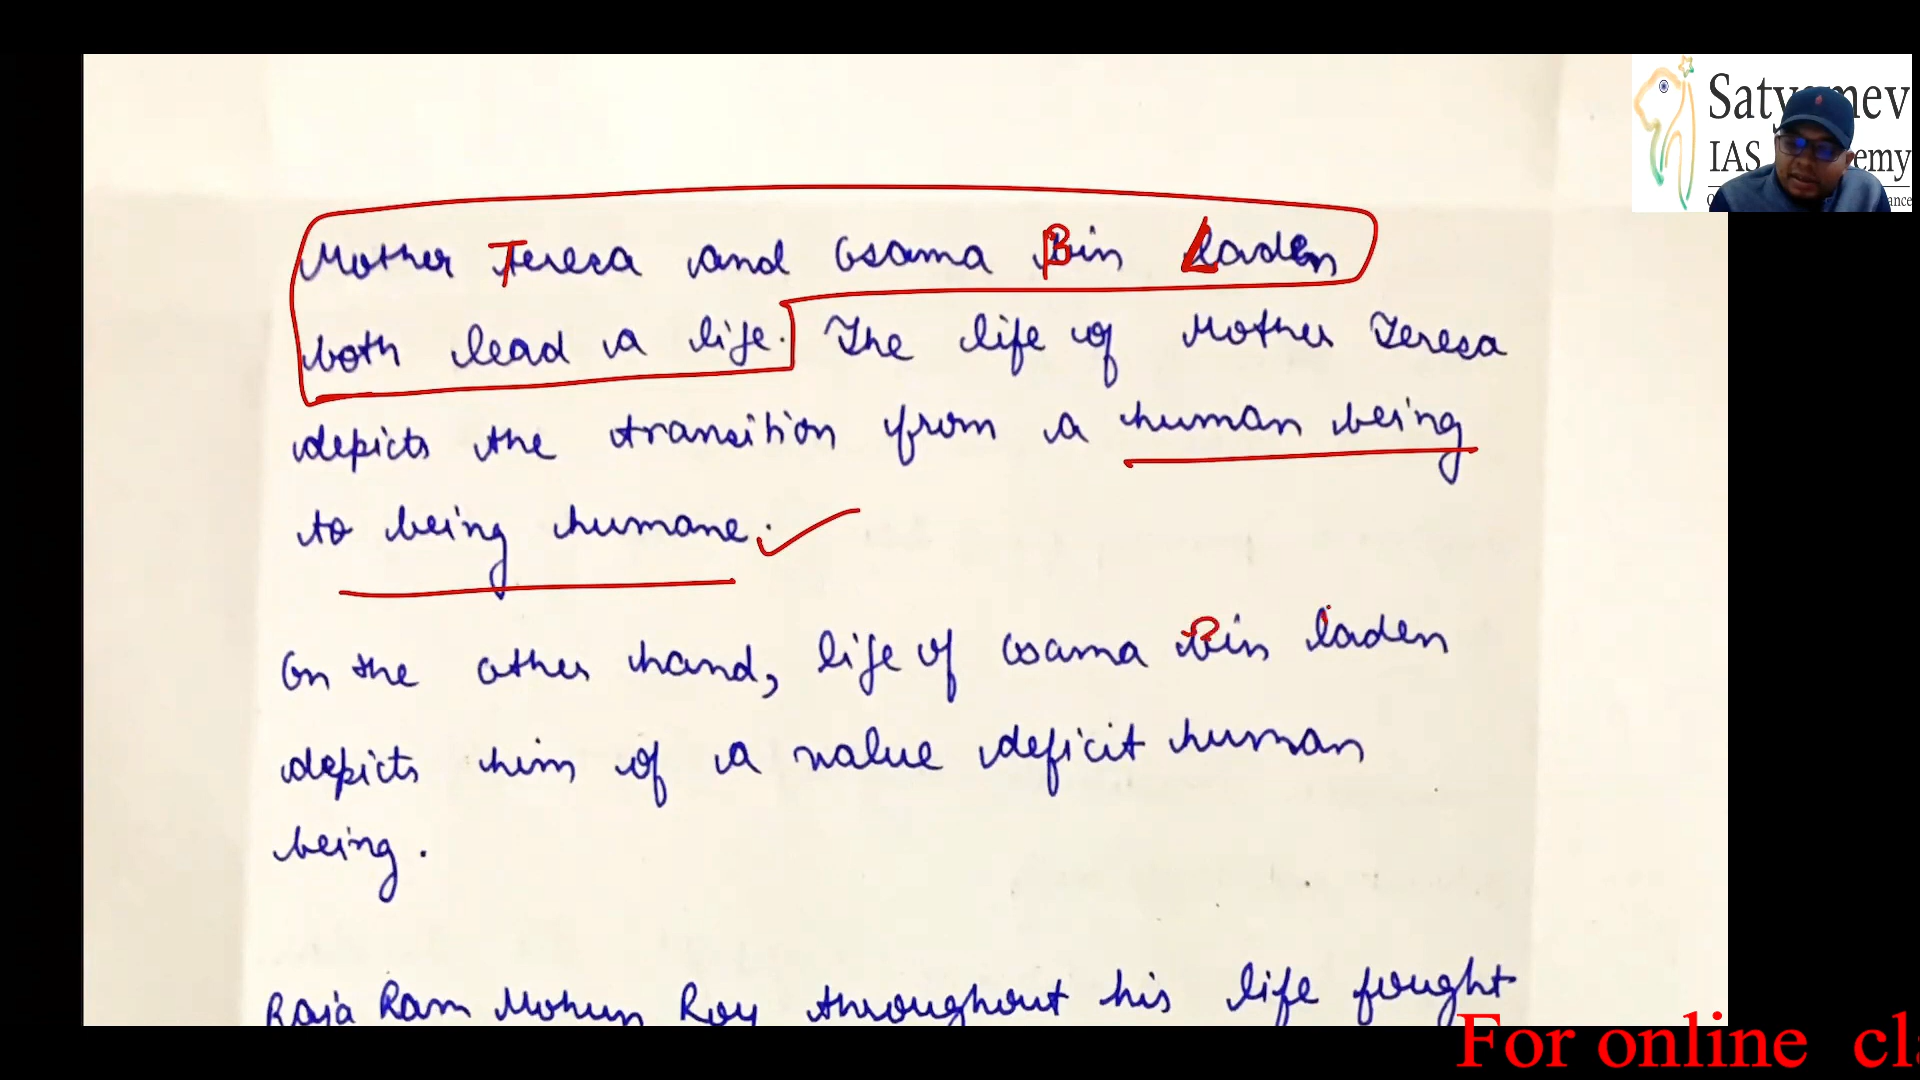 Mother Teresa and Osama Bin Laden
both lead a life. The life of Mother Teresa
depicts the transition from a human being
to being humane.
On the other hand, life of Osama Bin Laden
depicts him of a value deficit human
being.
Raja Ram Mohun Roy throughout his life fought
Satyamev
IAS emy
ance
For online cl